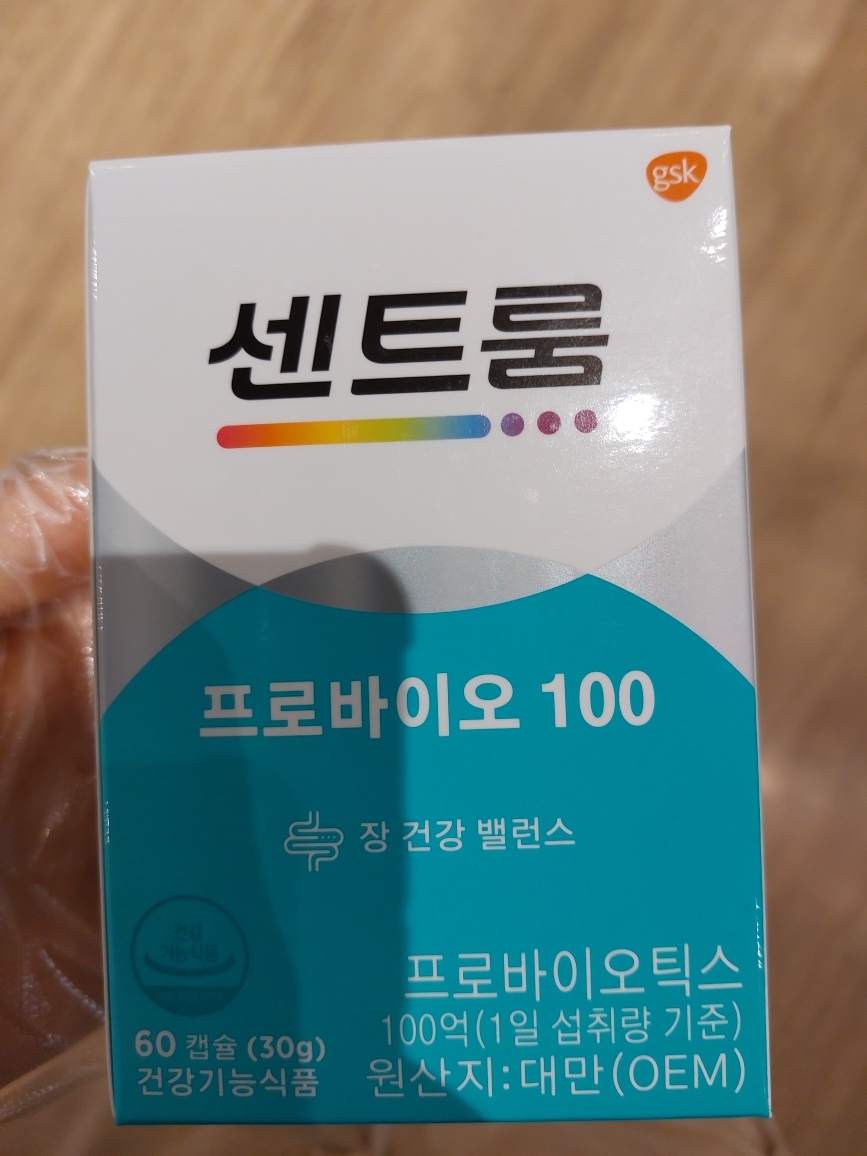 gsk
센트룸
프로바이오 100
장 건강 밸런스
건강
기능식품
프로바이오틱스
100억(1일 섭취량 기준)
원산지:대만(OEM)
60 캡슐 (30g)
건강기능식품